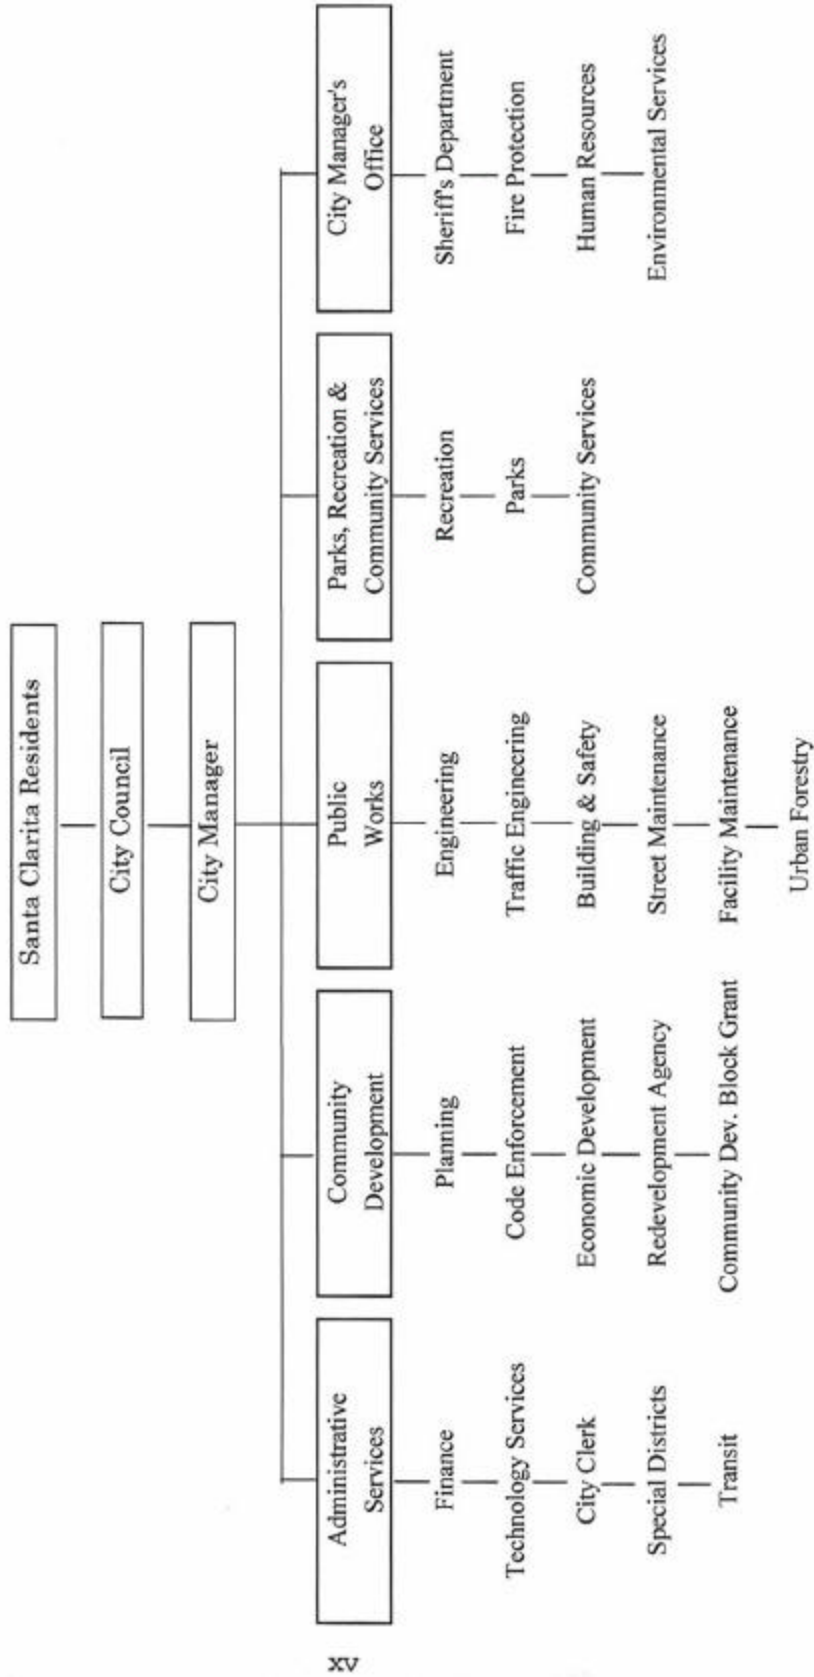 Santa Clarita Residents
City Council
City Manager
Administrative
Services
Finance
Technology Services
City Clerk
Special Districts
Transit
Community
Development
Planning
Code Enforcement
Economic Development
Redevelopment Agency
Community Dev. Block Grant
Public
Works
Engineering
Traffic Engineering
Building & Safety
Street Maintenance
Facility Maintenance
Urban Forestry
Parks, Recreation &
Community Services
Recreation
Parks
Community Services
City Manager's
Office
Sheriff's Department
Fire Protection
Human Resources
Environmental Services
xv